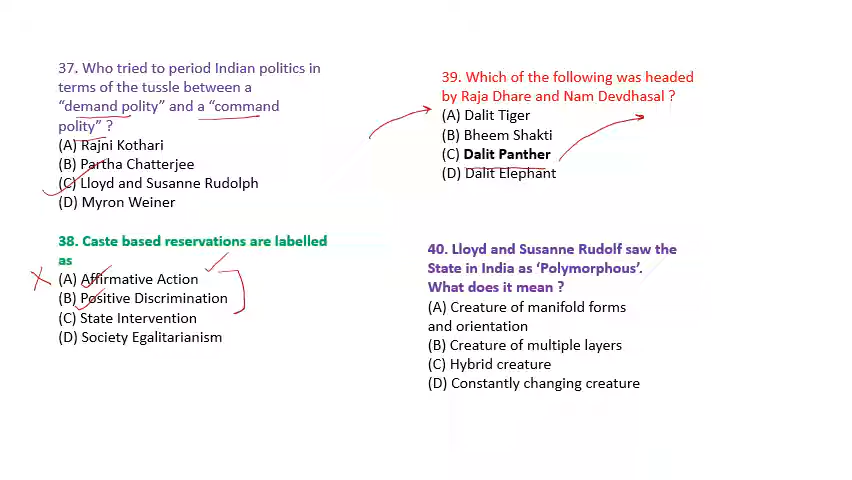 37. Who tried to period Indian politics in
terms of the tussle between a
“demand polity” and a “command
polity” ?
(A) Rajni Kothari
(B) Partha Chatterjee
(C) Lloyd and Susanne Rudolph
(D) Myron Weiner
38. Caste based reservations are labelled
as
(A) Affirmative Action
(B) Positive Discrimination
(C) State Intervention
(D) Society Egalitarianism
39. Which of the following was headed
by Raja Dhare and Nam Devdhasal ?
(A) Dalit Tiger
(B) Bheem Shakti
(C) Dalit Panther
(D) Dalit Elephant
40. Lloyd and Susanne Rudolf saw the
State in India as ‘Polymorphous’.
What does it mean ?
(A) Creature of manifold forms
and orientation
(B) Creature of multiple layers
(C) Hybrid creature
(D) Constantly changing creature